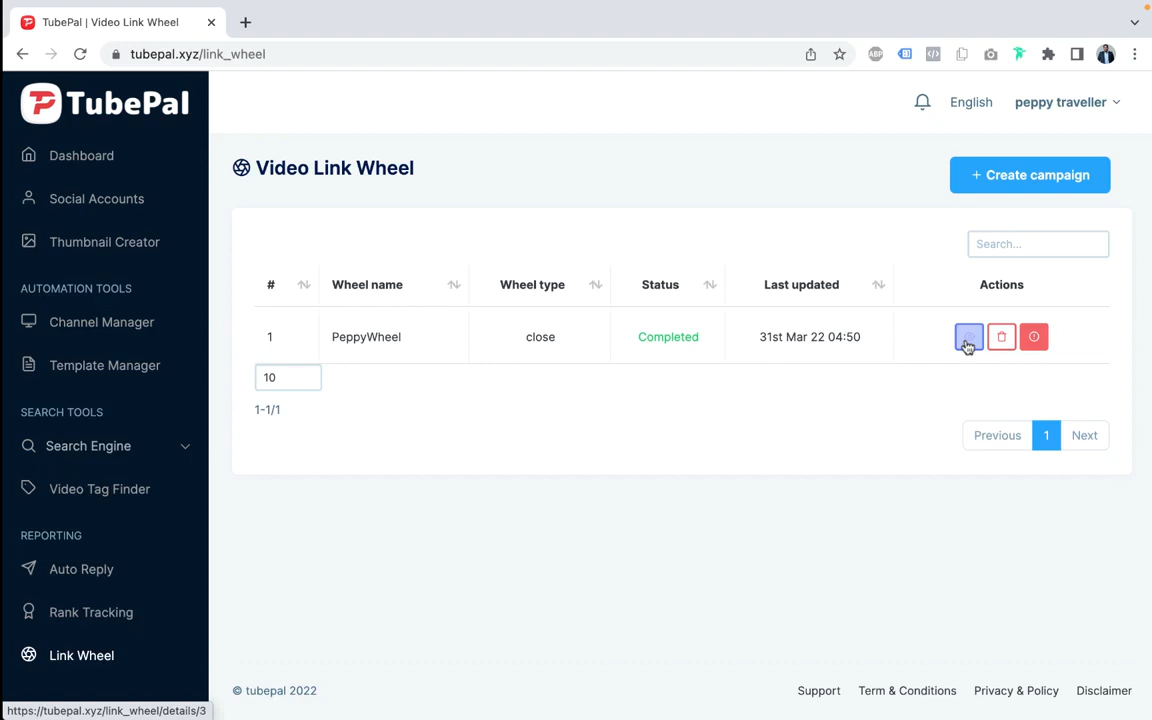 TubePal | Video Link Wheel
tubepal.xyz/link_wheel
ABP
TubePal
English
peppy traveller
Dashboard
Social Accounts
Thumbnail Creator
AUTOMATION TOOLS
Channel Manager
Template Manager
SEARCH TOOLS
Search Engine
Video Tag Finder
REPORTING
Auto Reply
Rank Tracking
Link Wheel
Video Link Wheel
+ Create campaign
Search...
# Wheel name Wheel type Status Last updated Actions
1 PeppyWheel close Completed 31st Mar 22 04:50
10
1-1/1
Previous 1 Next
© tubepal 2022
Support Term & Conditions Privacy & Policy Disclaimer
https://tubepal.xyz/link_wheel/details/3